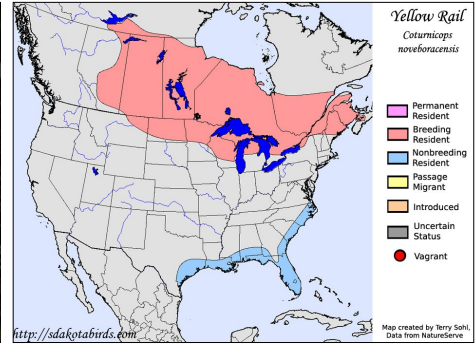 Yellow Rail
Coturnicops
noveboracensis
Permanent
Resident
Breeding
Resident
Nonbreeding
Resident
Passage
Migrant
Introduced
Uncertain
Status
Vagrant
http://sdakotabirds.com
Map created by Terry Sohl,
Data from NatureServe